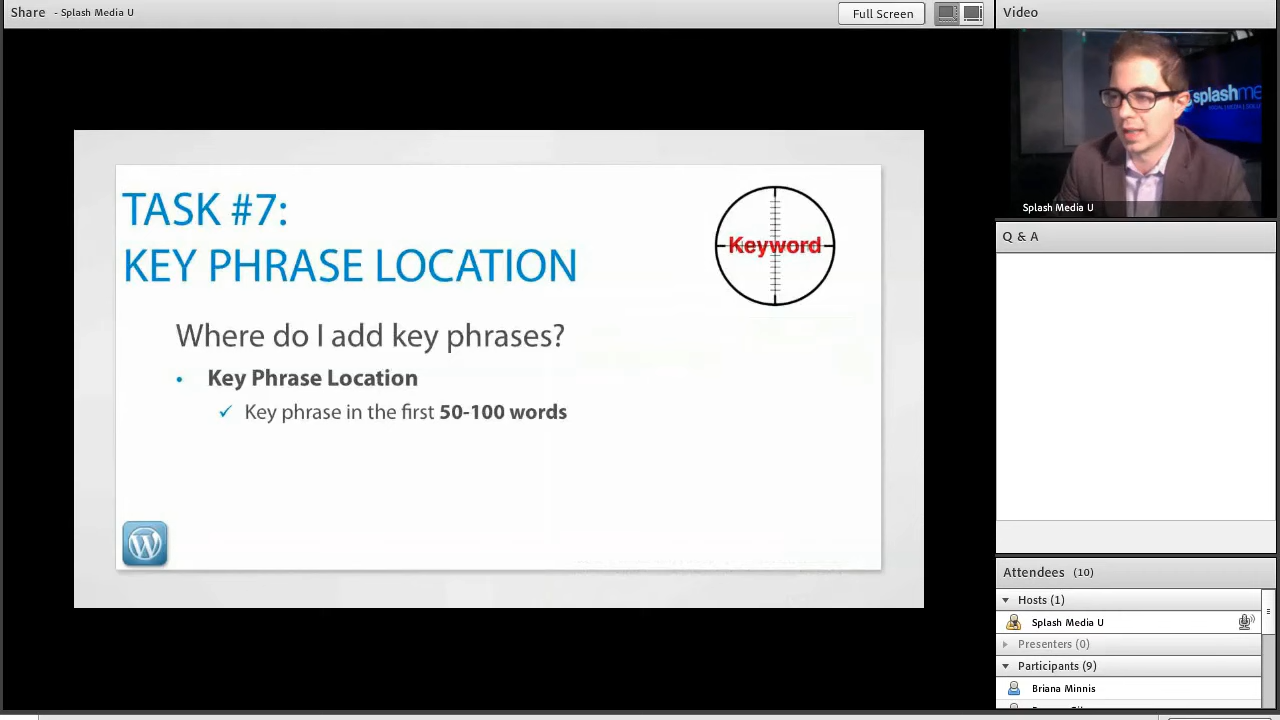 Share - Splash Media U
Full Screen
Video
TASK #7:
KEY PHRASE LOCATION
Keyword
Where do I add key phrases?
• Key Phrase Location
✓ Key phrase in the first 50-100 words
splashme
Splash Media U
Q & A
Attendees (10)
Hosts (1)
Splash Media U
Presenters (0)
Participants (9)
Briana Minnis